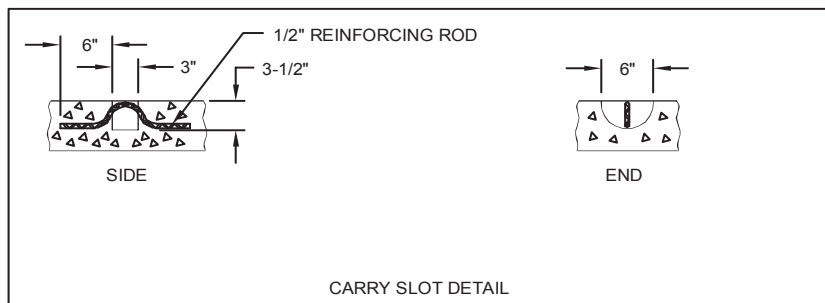 1/2" REINFORCING ROD
6"
3"
3-1/2"
6"
SIDE
END
CARRY SLOT DETAIL